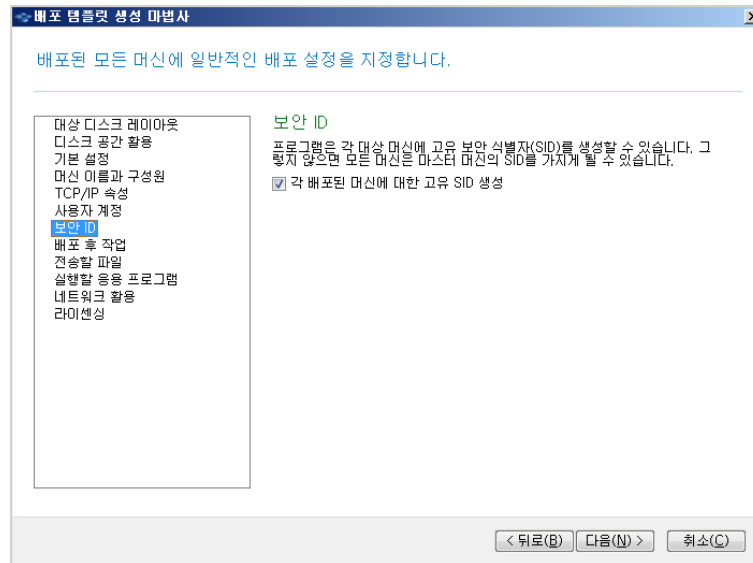 배포 템플릿 생성 마법사
배포된 모든 머신에 일반적인 배포 설정을 지정합니다.
대상 디스크 레이아웃
디스크 공간 활용
기본 설정
머신 이름과 구성원
TCP/IP 속성
사용자 계정
보안 ID
배포 후 작업
전송할 파일
실행할 응용 프로그램
네트워크 활용
라이센싱
보안 ID
프로그램은 각 대상 머신에 고유 보안 식별자(SID)를 생성할 수 있습니다. 그
렇지 않으면 모든 머신은 마스터 머신의 SID를 가지게 될 수 있습니다.
각 배포된 머신에 대한 고유 SID 생성
< 뒤로(B) 다음(N) > 취소(C)